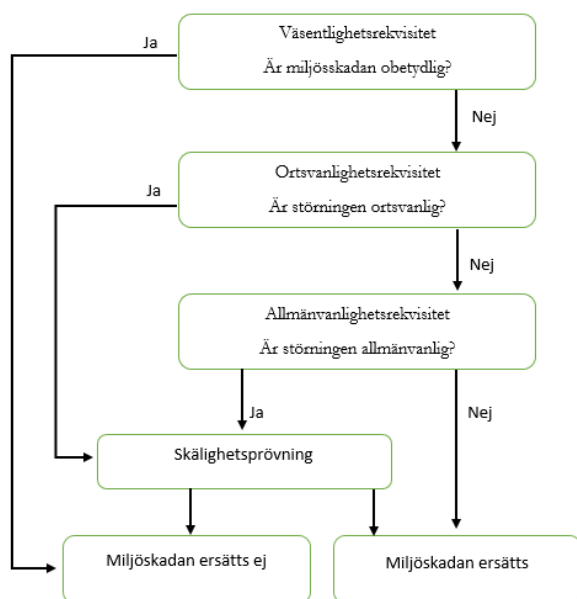 Ja
Väsentlighetsrekvisitet
Är miljösskadan obetydlig?
Nej
Ja
Ortsvanlighetsrekvisitet
Är störningen ortsvanlig?
Nej
Allmänvanlighetsrekvisitet
Är störningen allmänvanlig?
Ja
Nej
Skälighetsprövning
Miljöskadan ersätts ej
Miljöskadan ersätts